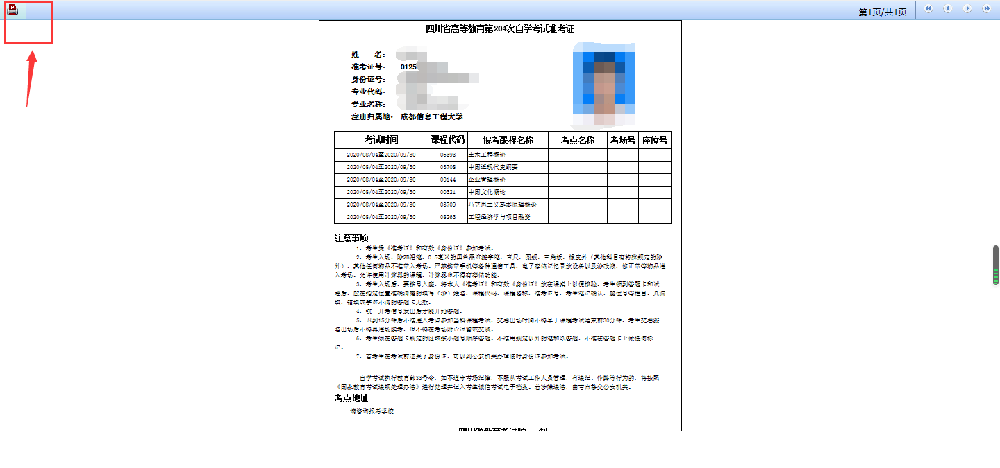 第1页/共1页
四川省高等教育第204次自学考试准考证
姓 名：
准考证号： 0125
身份证号：
专业代码：
专业名称：
注册归属地： 成都信息工程大学
考试时间 课程代码 报考课程名称 考点名称 考场号 座位号
2020/08/04至2020/09/30 06393 土木工程概论
2020/08/04至2020/09/30 03708 中国近现代史纲要
2020/08/04至2020/09/30 00144 企业管理概论
2020/08/04至2020/09/30 00321 中国文化概论
2020/08/04至2020/09/30 03709 马克思主义基本原理概论
2020/08/04至2020/09/30 08263 工程经济学与项目融资
注意事项
1、考生凭《准考证》和有效《身份证》参加考试。
2、考生入场，除2B铅笔、0.5毫米的黑色墨迹签字笔、直尺、圆规、三角板、橡皮外（其他科目有特殊规定的除
外），其他任何物品不准带入考场。严禁携带手机等各种通信工具、电子存储记忆录放设备以及涂改液、修正带等物品进
入考场。允许使用计算器的课程，计算器也不得有存储功能。
3、考生入场后，要按号入座，将本人《准考证》和有效《身份证》放在课桌上以便核验。考生领到答题卡和试
卷后，应在指定位置准确清楚的填写（涂）姓名、课程代码、课程名称、准考证号、考生笔记确认、座位号等栏目。凡漏
填、错填或字迹不清的答题卡无效。
4、统一开考信号发出后才能开始答题。
5、迟到15分钟后不准进入考点参加当科课程考试，交卷出场时间不得早于课程考试结束前30分钟，考生交卷签
名出场后不得再进场续考，也不得在考场附近逗留或交谈。
6、考生须在答题卡规定的区域按小题号顺序答题。不准用规定以外的笔和纸答题，不准在答题卡上做任何标
记。
7、若考生在考试前遗失了身份证，可以到公安机关办理临时身份证参加考试。
自学考试执行教育部33号令，如不遵守考场纪律，不服从考试工作人员管理，有违纪、作弊等行为的，将按照
《国家教育考试违规处理办法》进行处理并记入考生诚信考试电子档案。若涉嫌违法，由考点移交公安机关。
考点地址
请咨询报考学校
四川省教育考试院 制